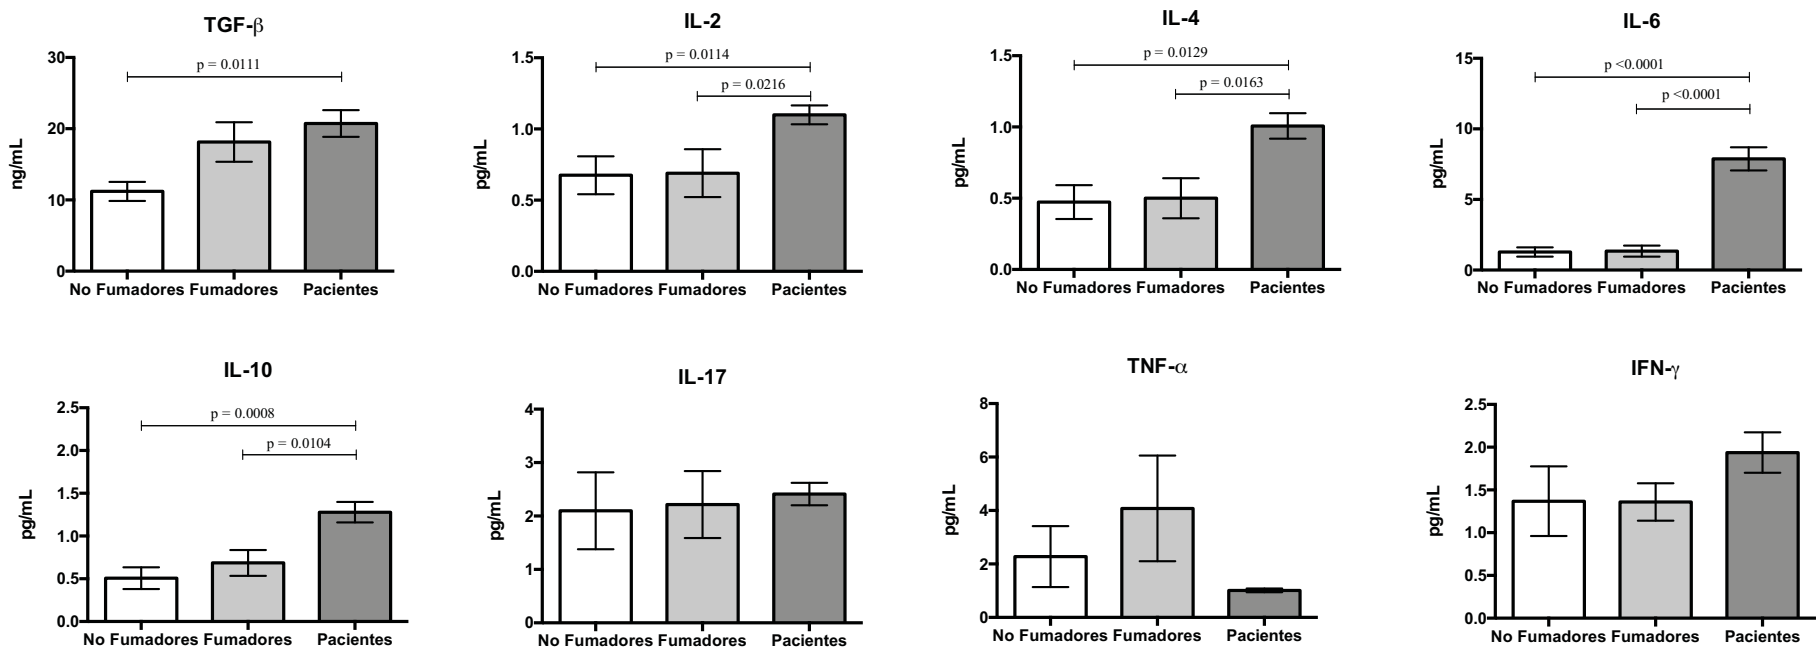 TGF-β
30
20
10
0
ng/mL
p = 0.0111
No Fumadores Fumadores Pacientes
IL-2
1.5
1.0
0.5
0.0
pg/mL
p = 0.0114
p = 0.0216
No Fumadores Fumadores Pacientes
IL-4
1.5
1.0
0.5
0.0
pg/mL
p = 0.0129
p = 0.0163
No Fumadores Fumadores Pacientes
IL-6
15
10
5
0
pg/mL
p <0.0001
p <0.0001
No Fumadores Fumadores Pacientes
IL-10
2.5
2.0
1.5
1.0
0.5
0.0
pg/mL
p = 0.0008
p = 0.0104
No Fumadores Fumadores Pacientes
IL-17
4
3
2
1
0
pg/mL
No Fumadores Fumadores Pacientes
TNF-α
8
6
4
2
0
pg/mL
No Fumadores Fumadores Pacientes
IFN-γ
2.5
2.0
1.5
1.0
0.5
0.0
pg/mL
No Fumadores Fumadores Pacientes